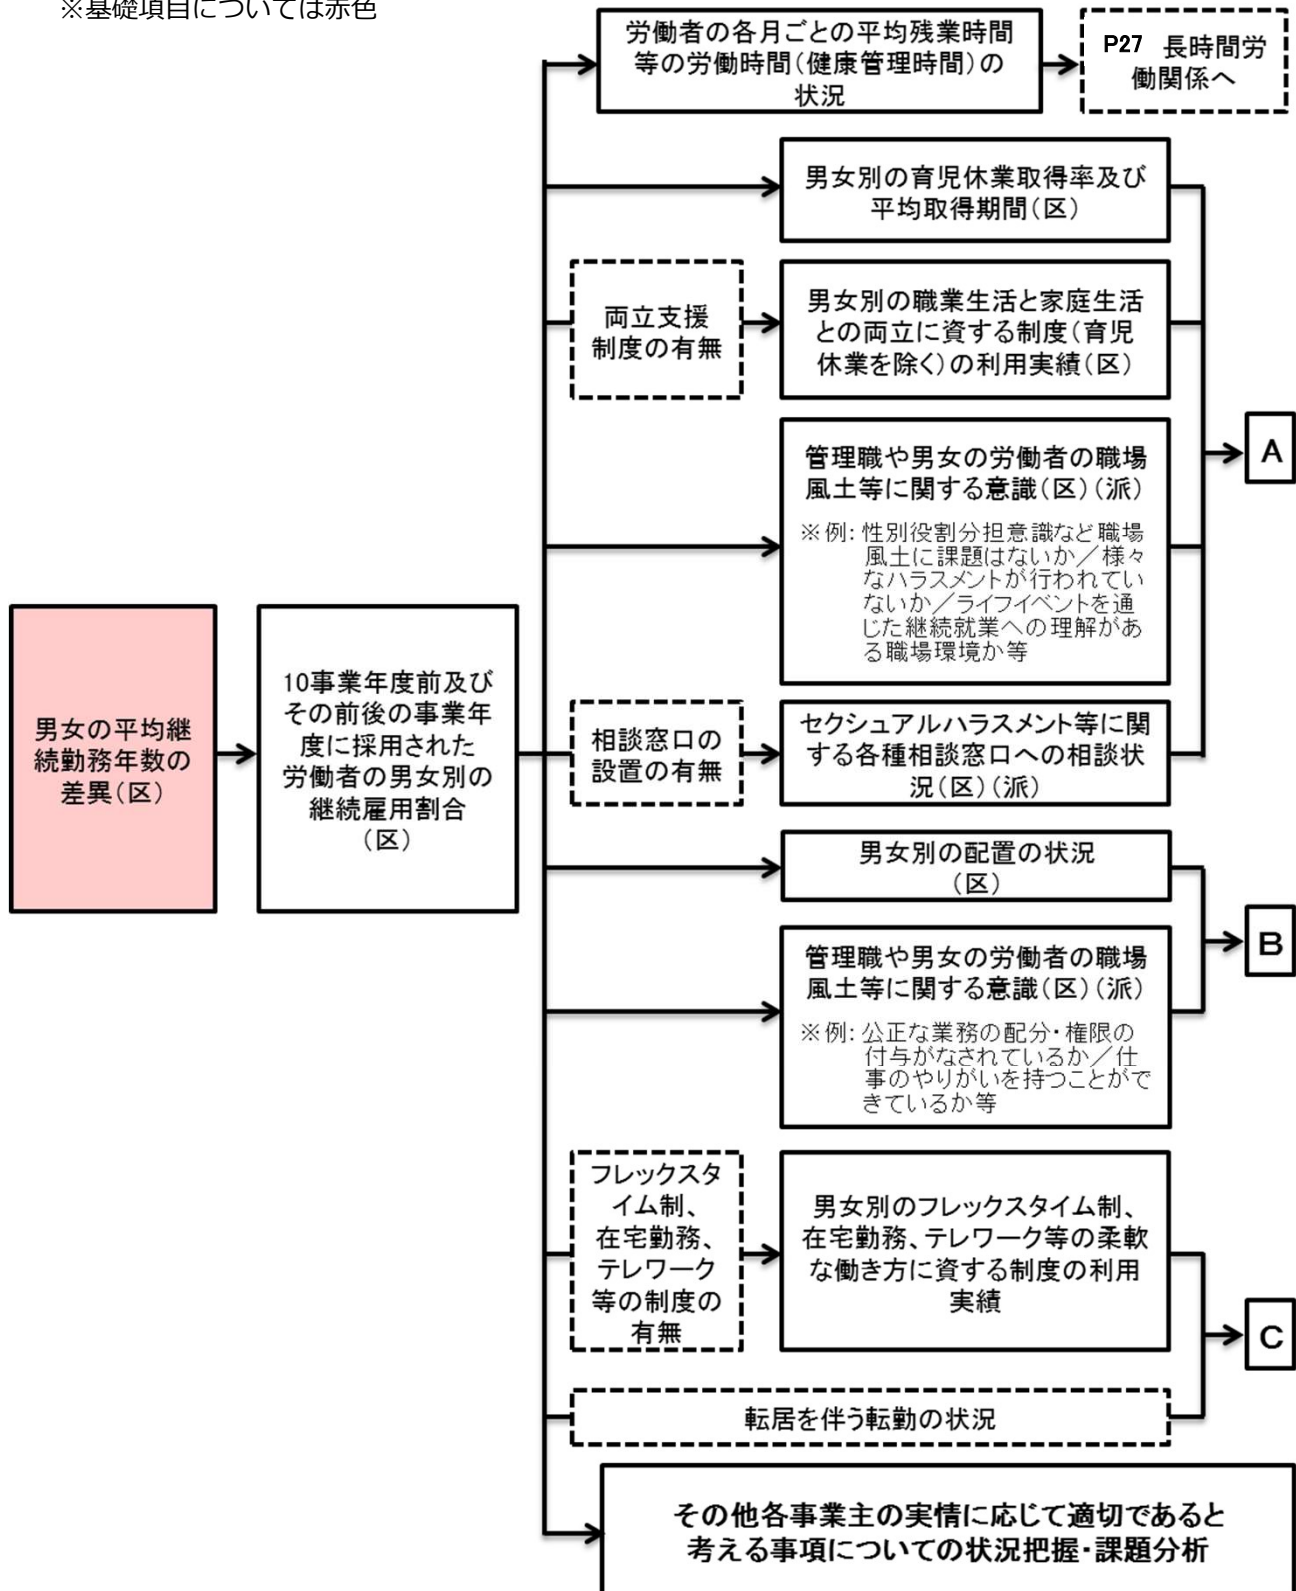 ※基礎項目については赤色
労働者の各月ごとの平均残業時間
等の労働時間（健康管理時間）の
状況
P27 長時間労
働関係へ
男女別の育児休業取得率及び
平均取得期間（区）
両立支援
制度の有無
男女別の職業生活と家庭生活
との両立に資する制度（育児
休業を除く）の利用実績（区）
管理職や男女の労働者の職場
風土等に関する意識（区）（派）
※例：性別役割分担意識など職場
風土に課題はないか／様々
なハラスメントが行われてい
ないか／ライフイベントを通
じた継続就業への理解があ
る職場環境か等
A
男女の平均継
続勤務年数の
差異（区）
10事業年度前及び
その前後の事業年
度に採用された
労働者の男女別の
継続雇用割合
（区）
相談窓口の
設置の有無
セクシュアルハラスメント等に関
する各種相談窓口への相談状
況（区）（派）
男女別の配置の状況
（区）
管理職や男女の労働者の職場
風土等に関する意識（区）（派）
※例：公正な業務の配分・権限の
付与がなされているか／仕
事のやりがいを持つことがで
きているか等
B
フレックスタ
イム制、
在宅勤務、
テレワーク
等の制度の
有無
男女別のフレックスタイム制、
在宅勤務、テレワーク等の柔軟
な働き方に資する制度の利用
実績
C
転居を伴う転勤の状況
その他各事業主の実情に応じて適切であると
考える事項についての状況把握・課題分析